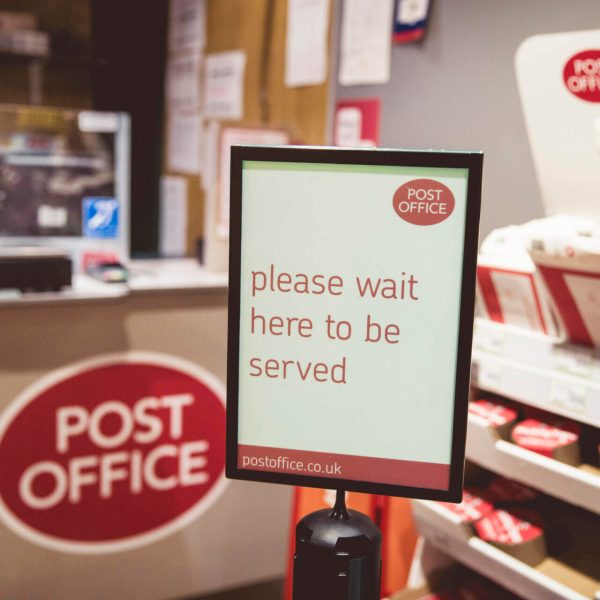 POST
OFFICE
please wait
here to be
served
postoffice.co.uk
POST
OFFICE
POST
OFFICE